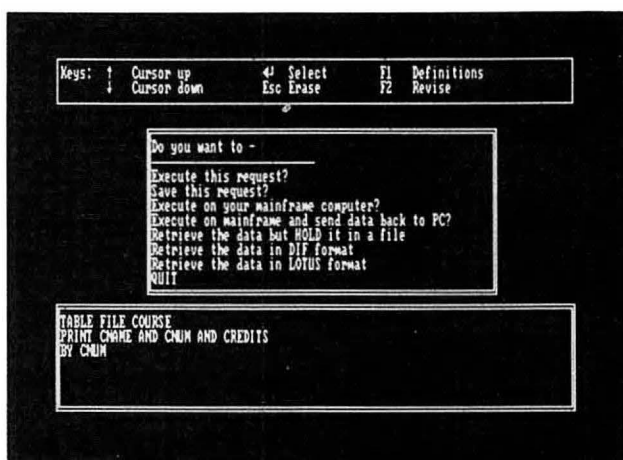 Keys: ↑ Cursor up ↵ Select F1 Definitions
↓ Cursor down Esc Erase F2 Revise
Do you want to -
Execute this request?
Save this request?
Execute on your mainframe computer?
Execute on mainframe and send data back to PC?
Retrieve the data but HOLD it in a file
Retrieve the data in DIF format
Retrieve the data in LOTUS format
QUIT
TABLE FILE COURSE
PRINT CNAME AND CNUM AND CREDITS
BY CNUM